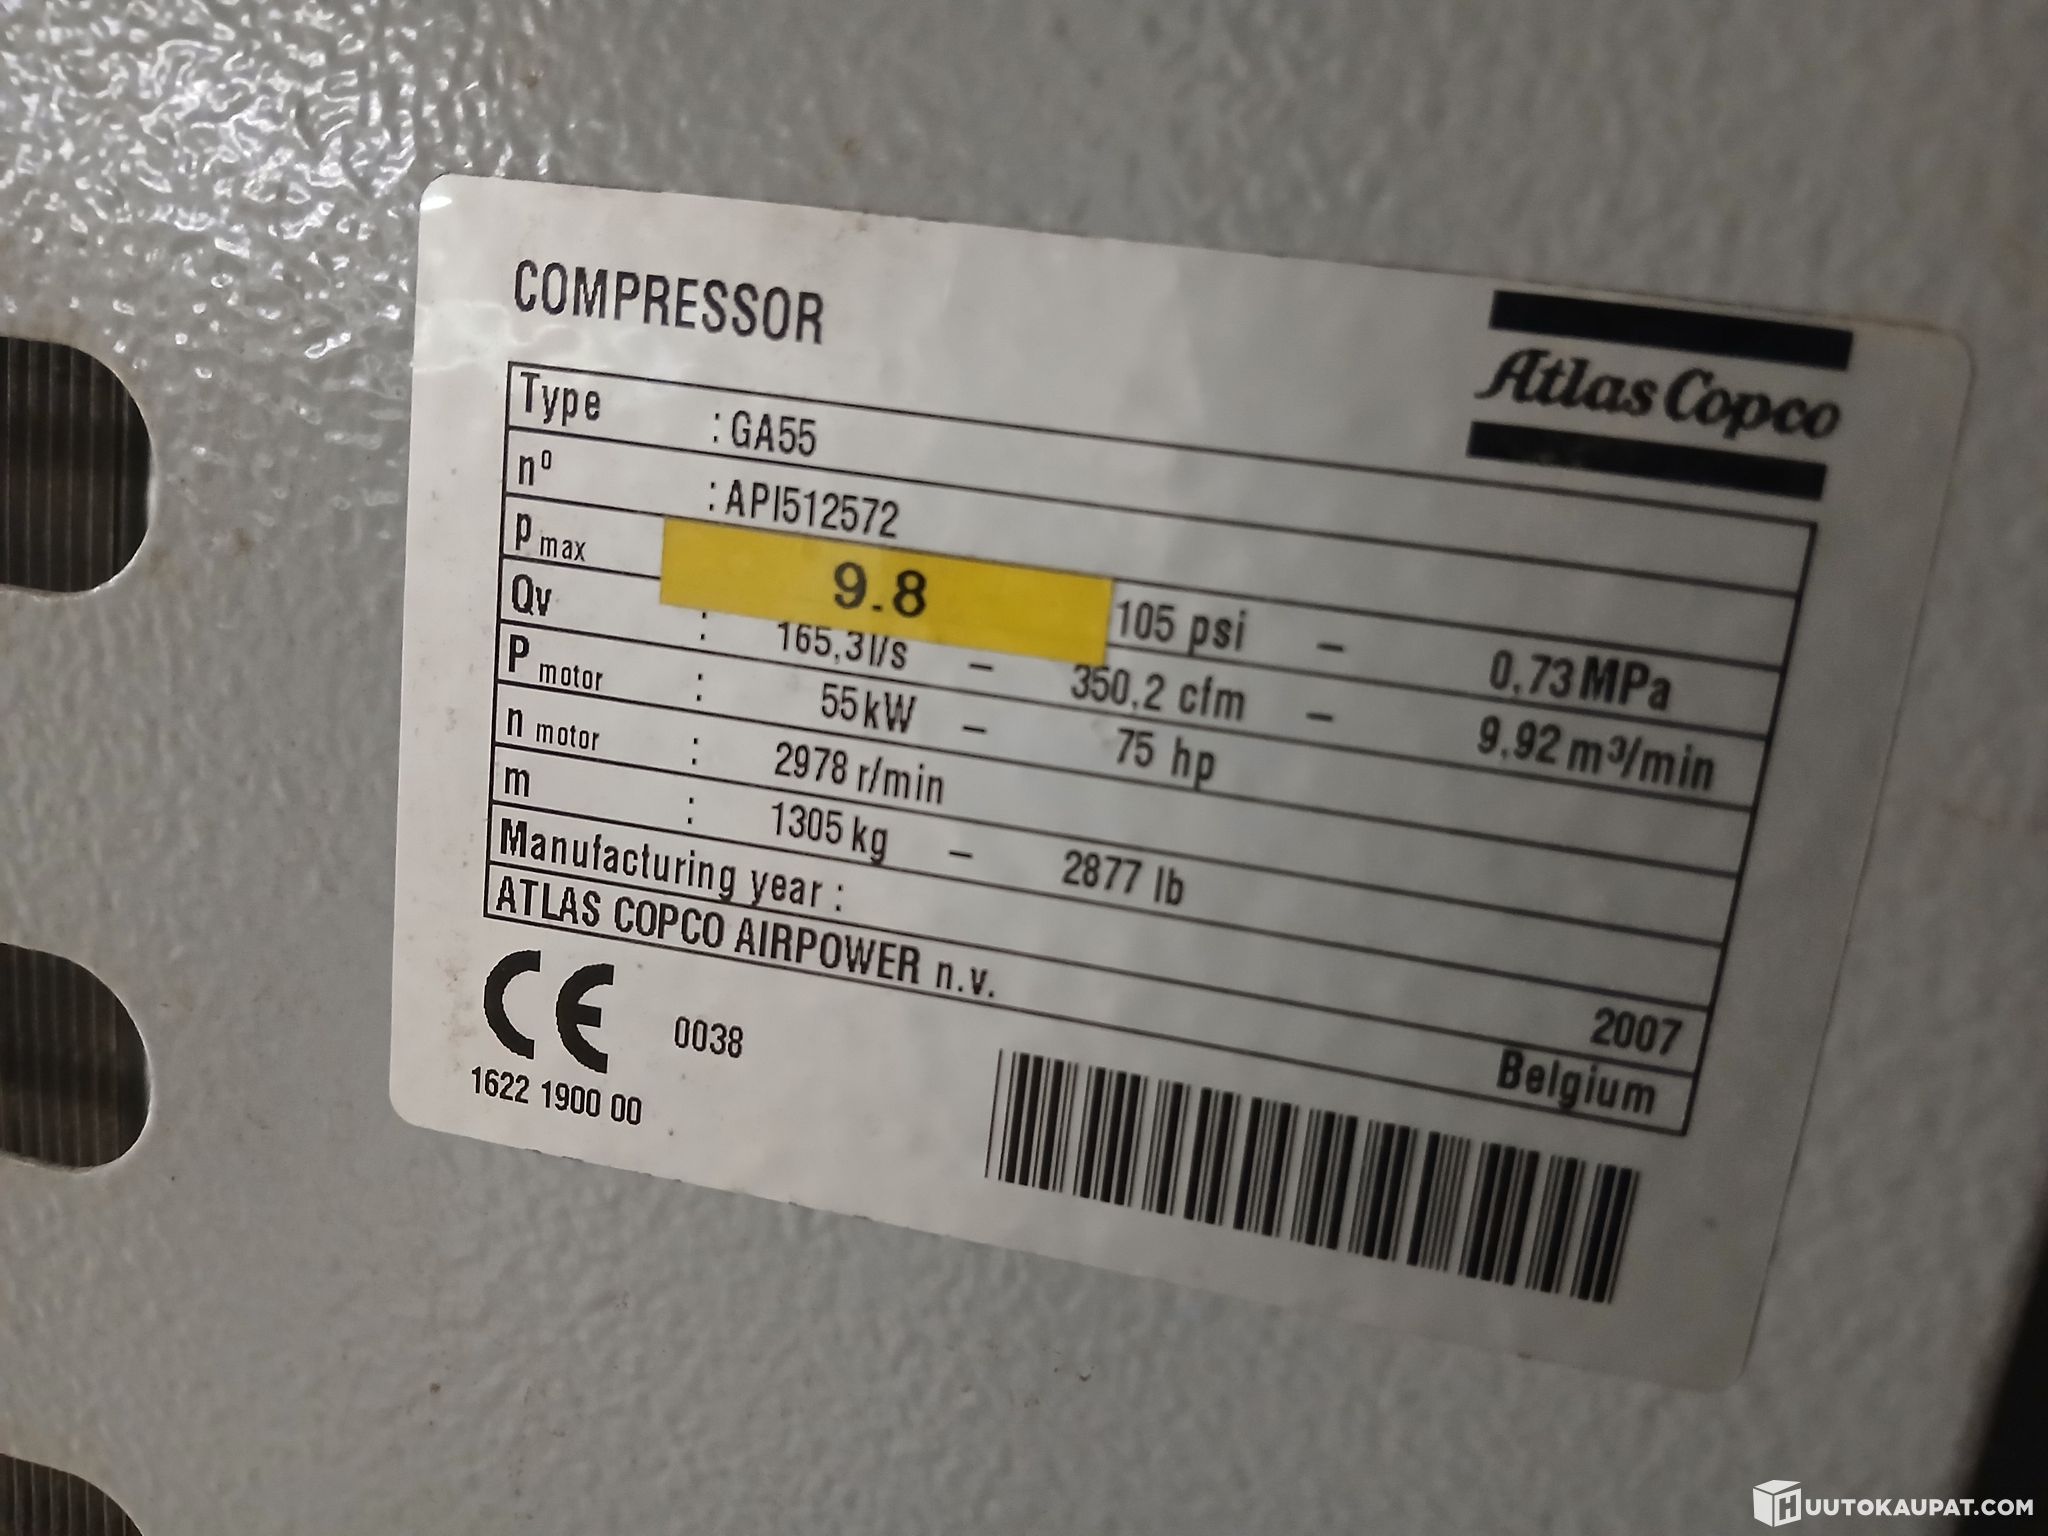 COMPRESSOR
Atlas Copco
Type : GA55
nº : API512572
p max 9.8 105 psi – 0,73 MPa
Qv : 165,3 l/s – 350,2 cfm – 9,92 m³/min
P motor : 55 kW – 75 hp
n motor : 2978 r/min
m : 1305 kg – 2877 lb
Manufacturing year : 2007
ATLAS COPCO AIRPOWER n.v. Belgium
CE 0038
1622 1900 00
HUUTOKAUPAT.COM